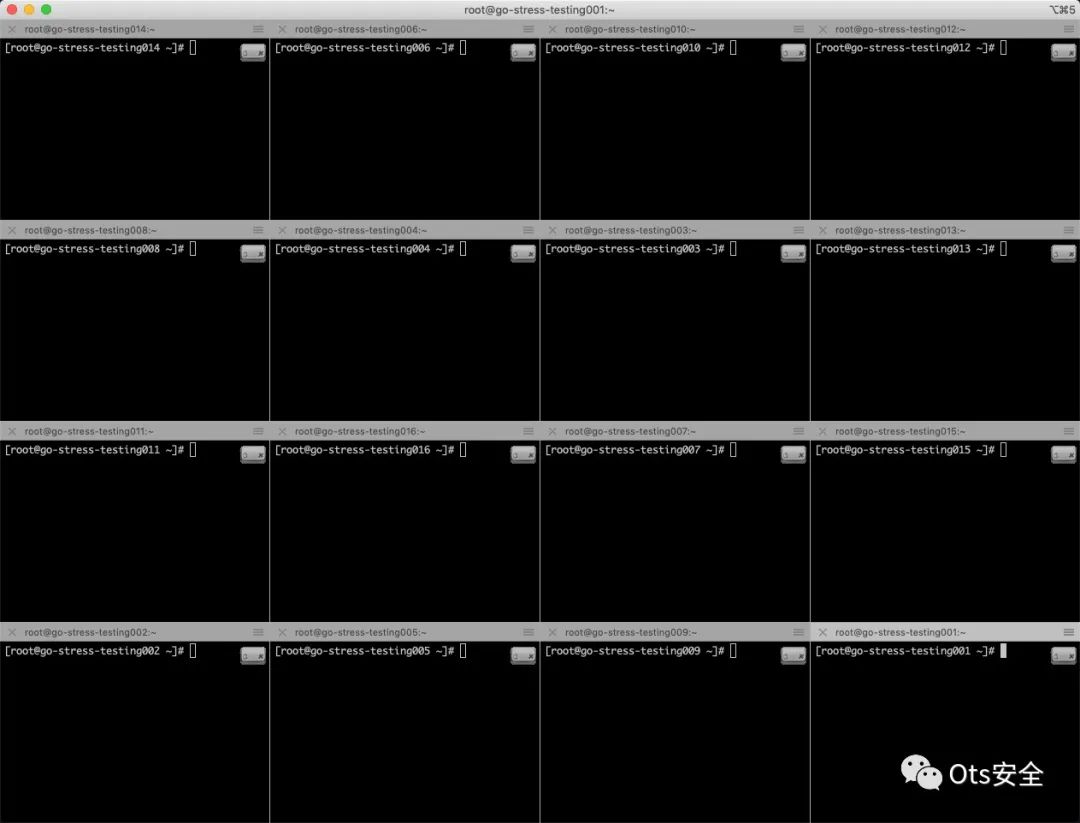 root@go-stress-testing001:~
⌥⌘5
root@go-stress-testing014:~
root@go-stress-testing006:~
root@go-stress-testing010:~
root@go-stress-testing012:~
[root@go-stress-testing014 ~]#
[root@go-stress-testing006 ~]#
[root@go-stress-testing010 ~]#
[root@go-stress-testing012 ~]#
root@go-stress-testing008:~
root@go-stress-testing004:~
root@go-stress-testing003:~
root@go-stress-testing013:~
[root@go-stress-testing008 ~]#
[root@go-stress-testing004 ~]#
[root@go-stress-testing003 ~]#
[root@go-stress-testing013 ~]#
root@go-stress-testing011:~
root@go-stress-testing016:~
root@go-stress-testing007:~
root@go-stress-testing015:~
[root@go-stress-testing011 ~]#
[root@go-stress-testing016 ~]#
[root@go-stress-testing007 ~]#
[root@go-stress-testing015 ~]#
root@go-stress-testing002:~
root@go-stress-testing005:~
root@go-stress-testing009:~
root@go-stress-testing001:~
[root@go-stress-testing002 ~]#
[root@go-stress-testing005 ~]#
[root@go-stress-testing009 ~]#
[root@go-stress-testing001 ~]#
Ots安全